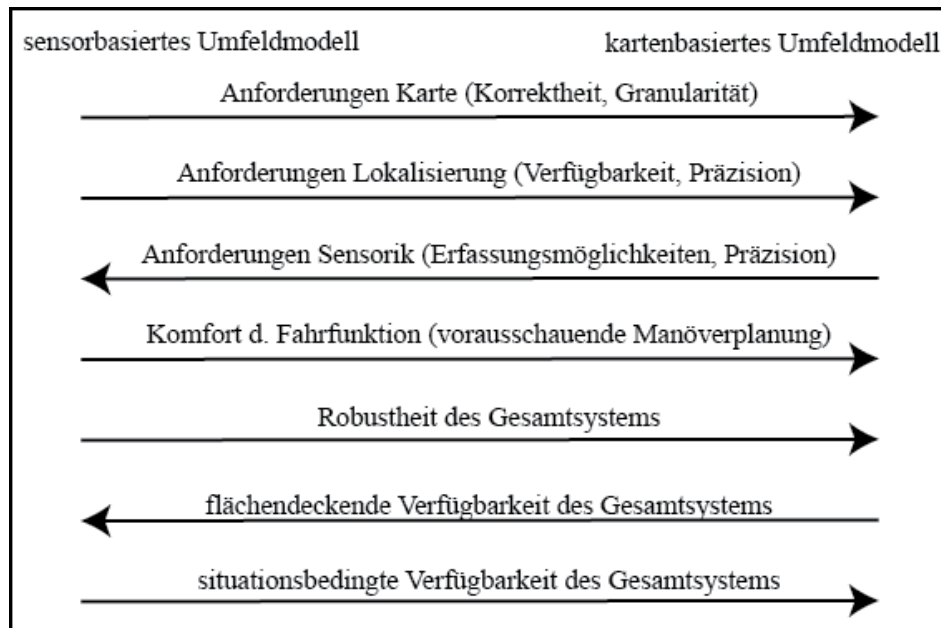 sensorbasiertes Umfeldmodell kartenbasiertes Umfeldmodell
Anforderungen Karte (Korrektheit, Granularität)
Anforderungen Lokalisierung (Verfügbarkeit, Präzision)
Anforderungen Sensorik (Erfassungsmöglichkeiten, Präzision)
Komfort d. Fahrfunktion (vorausschauende Manöverplanung)
Robustheit des Gesamtsystems
flächendeckende Verfügbarkeit des Gesamtsystems
situationsbedingte Verfügbarkeit des Gesamtsystems